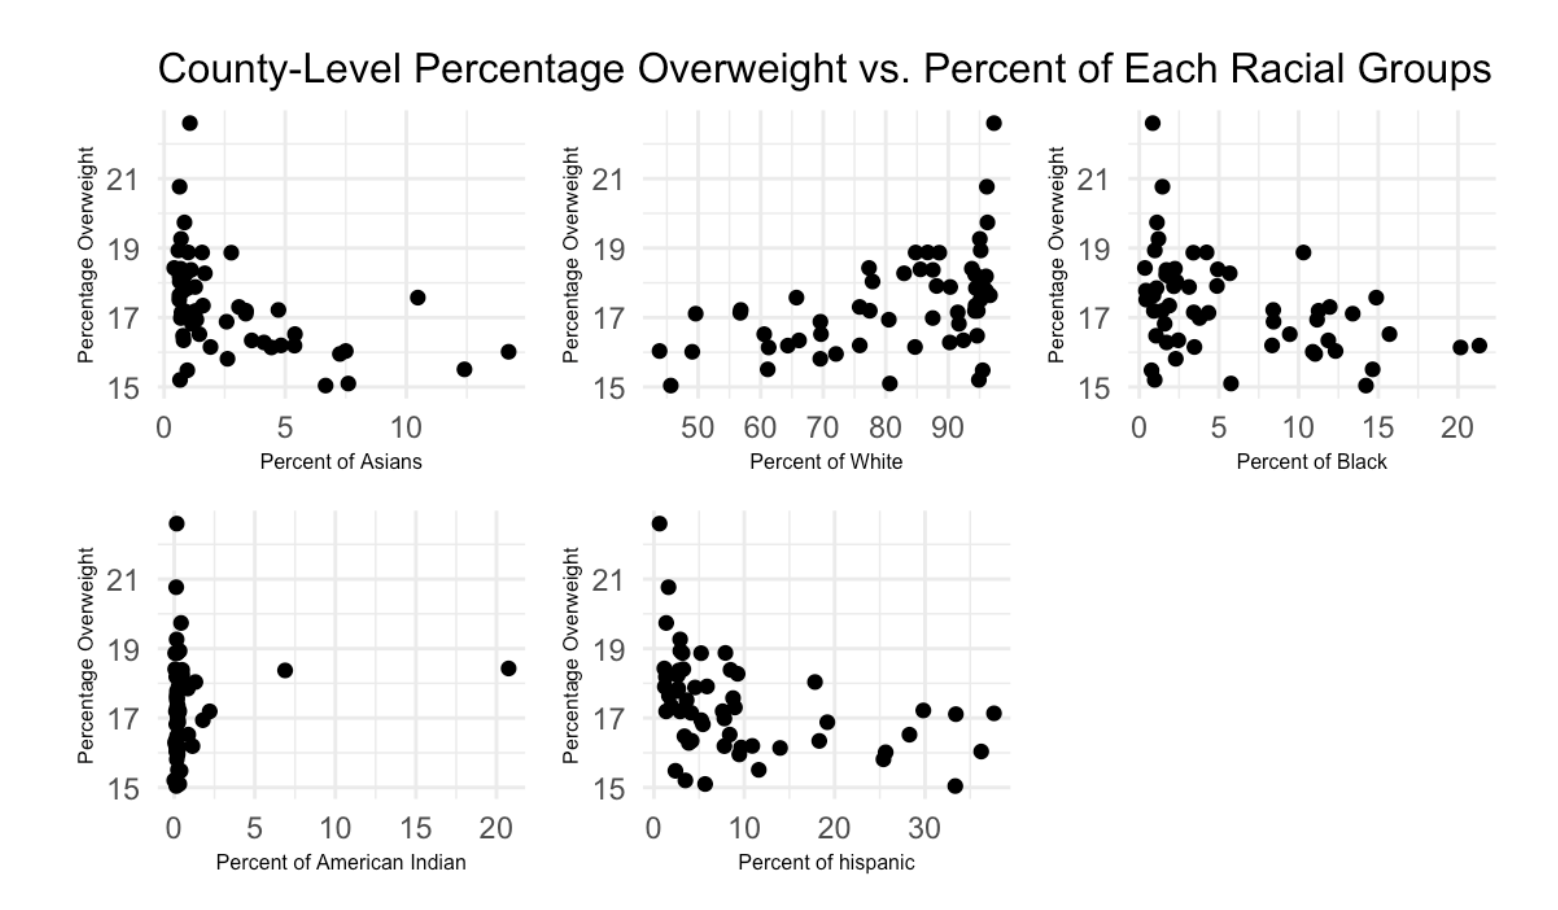 County-Level Percentage Overweight vs. Percent of Each Racial Groups
Percentage Overweight
21
19
17
15
0 5 10
Percent of Asians
Percentage Overweight
21
19
17
15
50 60 70 80 90
Percent of White
Percentage Overweight
21
19
17
15
0 5 10 15 20
Percent of Black
Percentage Overweight
21
19
17
15
0 5 10 15 20
Percent of American Indian
Percentage Overweight
21
19
17
15
0 10 20 30
Percent of hispanic